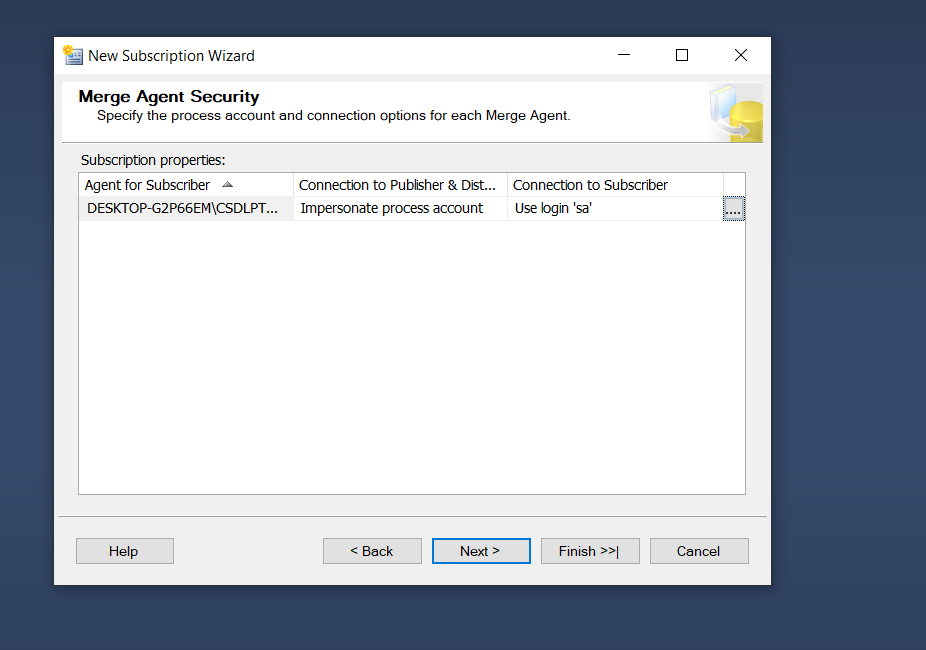 New Subscription Wizard
Merge Agent Security
Specify the process account and connection options for each Merge Agent.
Subscription properties:
Agent for Subscriber Connection to Publisher & Dist... Connection to Subscriber
DESKTOP-G2P66EM\CSDLPT... Impersonate process account Use login 'sa' ....
Help < Back Next > Finish >>| Cancel